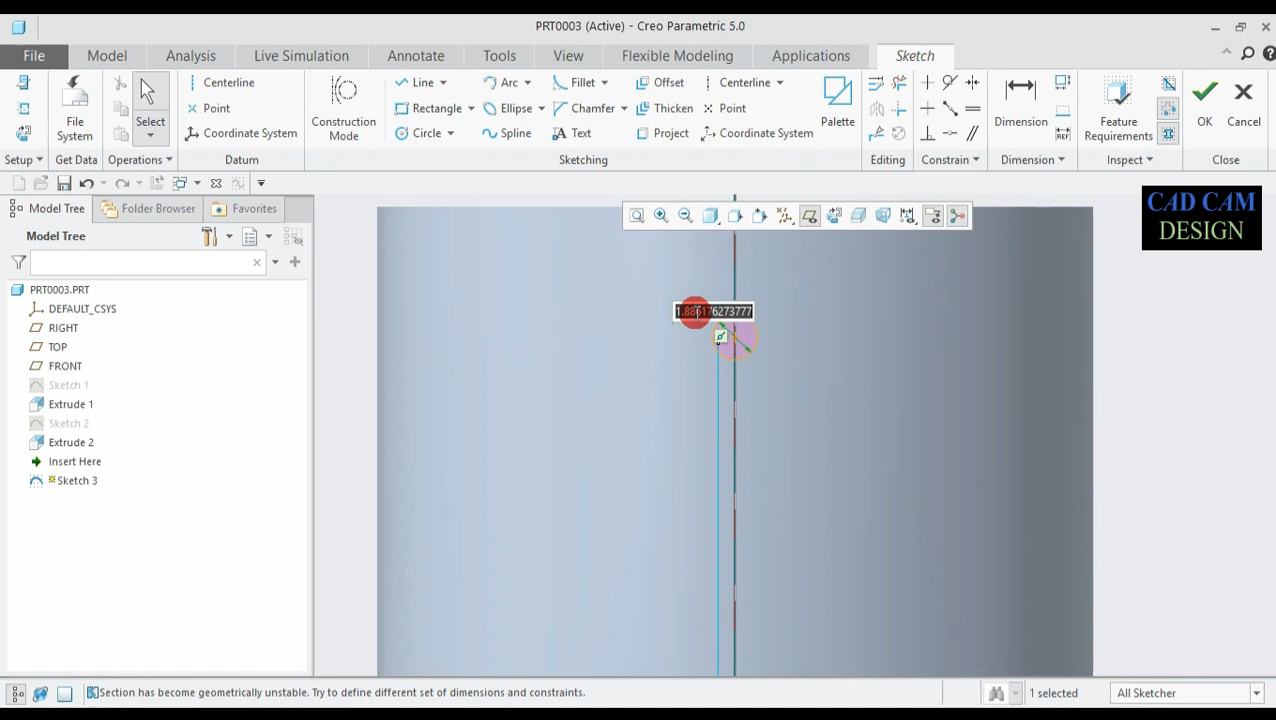 PRT0003 (Active) - Creo Parametric 5.0
File Model Analysis Live Simulation Annotate Tools View Flexible Modeling Applications Sketch
Centerline Line Arc Fillet Offset Centerline
Point Rectangle Ellipse Chamfer Thicken Point
Coordinate System Circle Spline Text Project Coordinate System
File System
Select
Construction Mode
Palette
Dimension
Feature Requirements
OK
Cancel
Setup Get Data Operations Datum Sketching Editing Constrain Dimension Inspect Close
Model Tree Folder Browser Favorites
Model Tree
PRT0003.PRT
DEFAULT_CSYS
RIGHT
TOP
FRONT
Sketch 1
Extrude 1
Sketch 2
Extrude 2
Insert Here
Sketch 3
1.886176273777
CAD CAM
DESIGN
Section has become geometrically unstable. Try to define different set of dimensions and constraints.
1 selected
All Sketcher